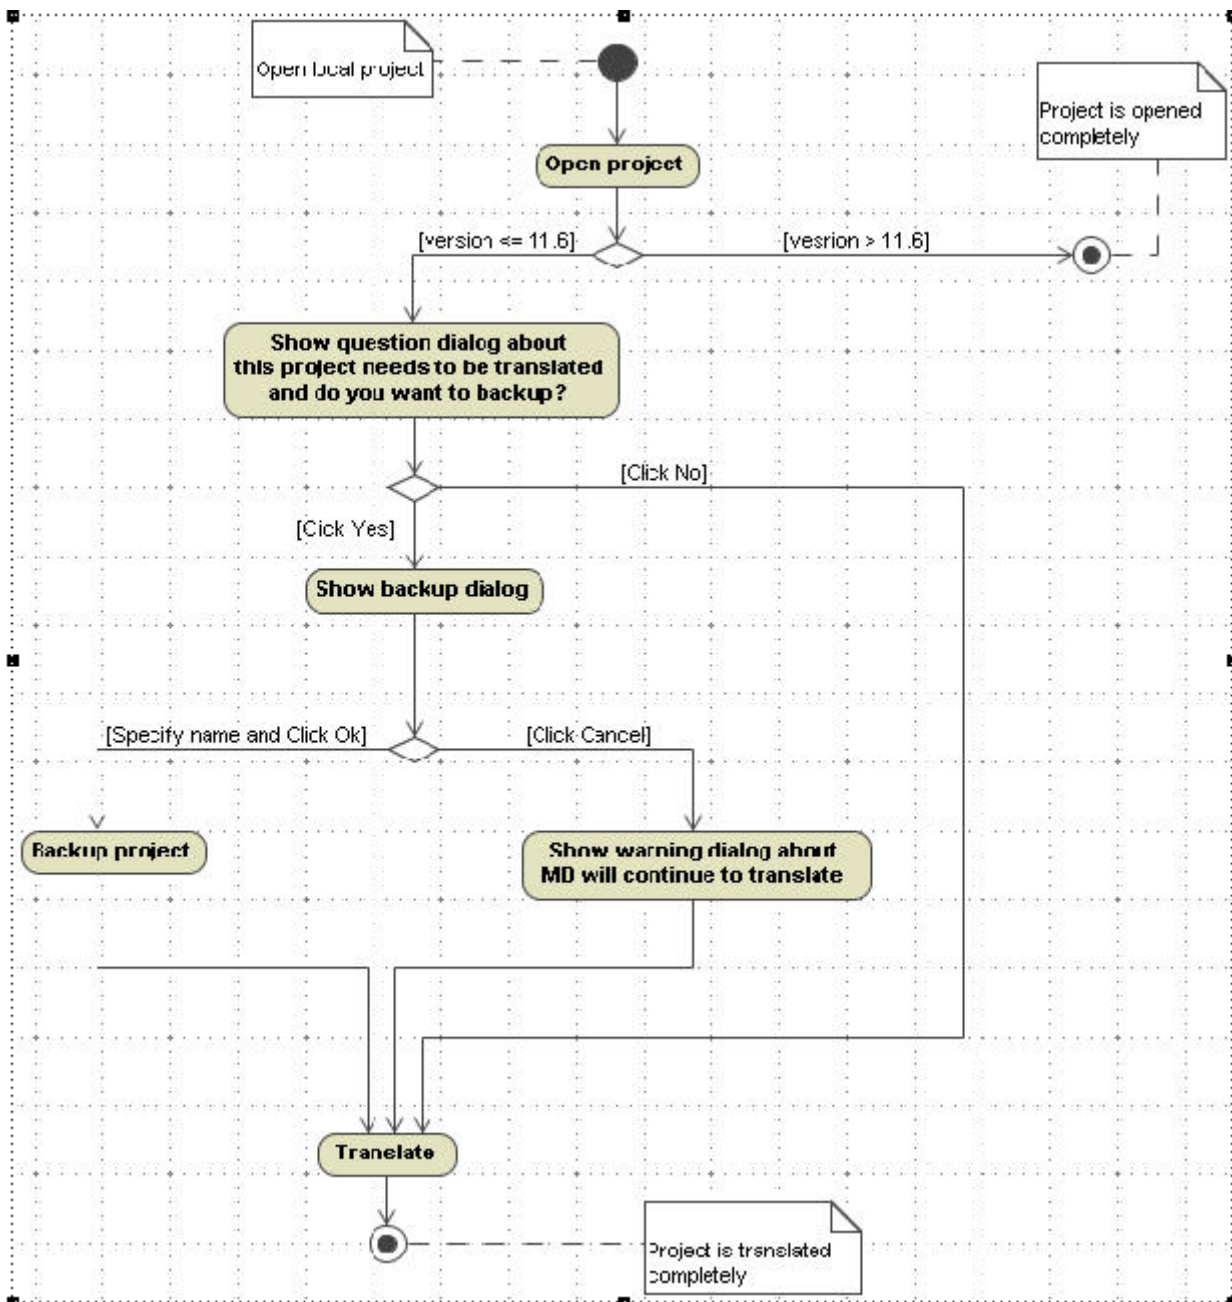 Open local project
Project is opened
completely
Open project
[version <= 11.6]
[vesrion > 11.6]
Show question dialog about
this project needs to be translated
and do you want to backup?
[Click No]
[Cick Yes]
Show backup dialog
[Specify name and Click Ok]
[Click Cancel]
Backup project
Show warning dialog about
MD will continue to translate
Translate
Project is translated
completely